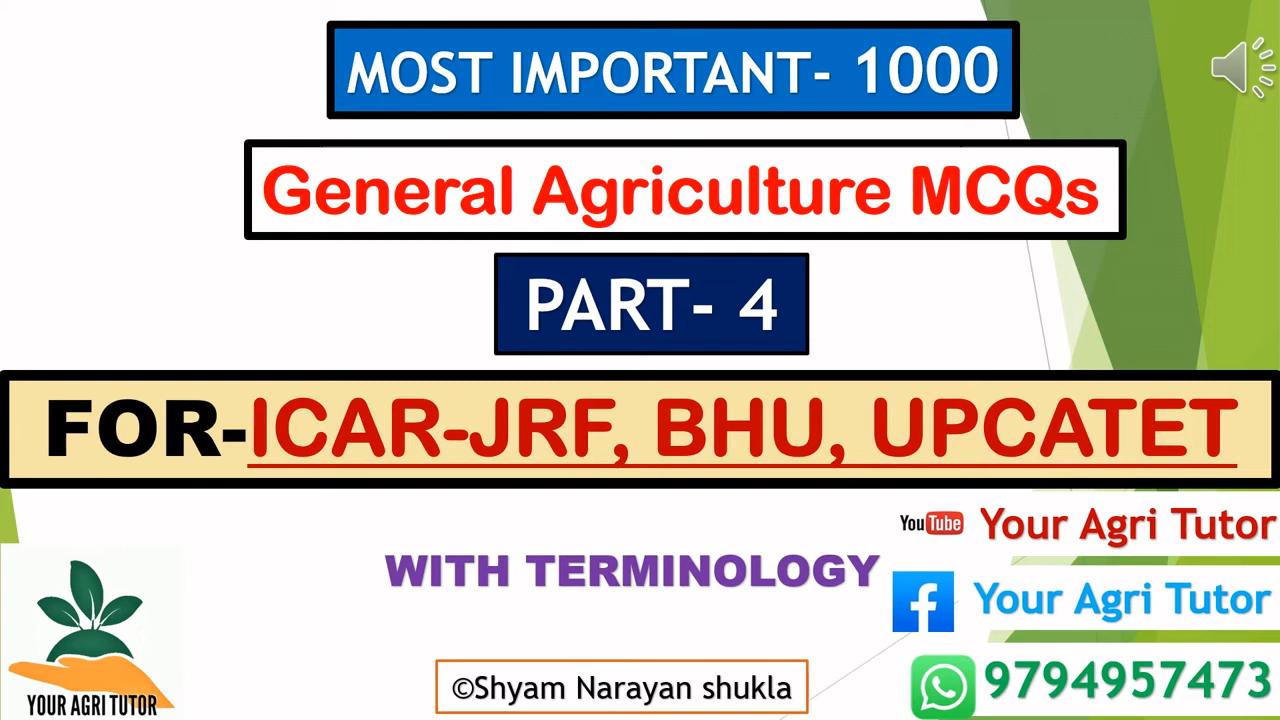 MOST IMPORTANT- 1000
General Agriculture MCQs
PART- 4
FOR-ICAR-JRF, BHU, UPCATET
YouTube Your Agri Tutor
WITH TERMINOLOGY
f Your Agri Tutor
©Shyam Narayan shukla
9794957473
YOUR AGRI TUTOR